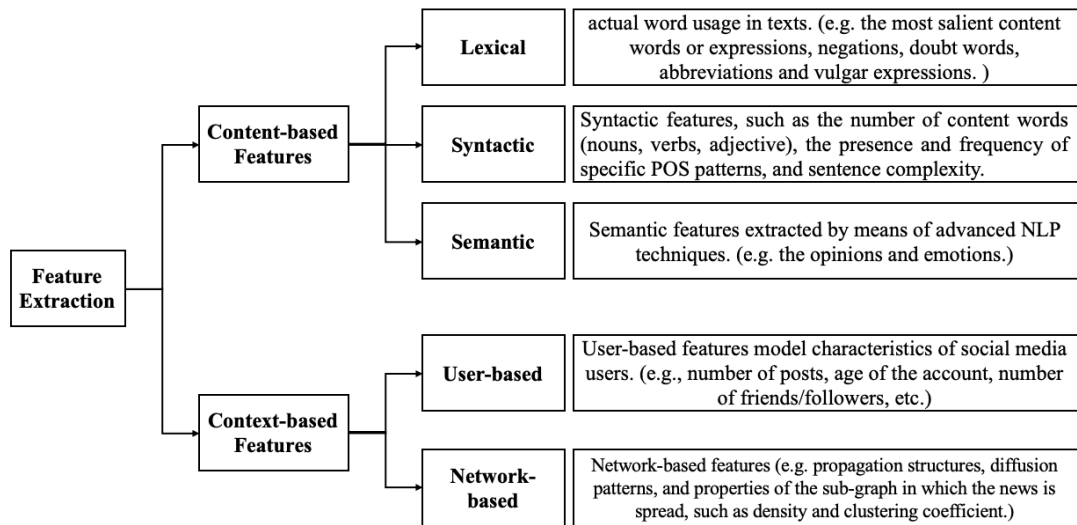 Feature
Extraction
Content-based
Features
Lexical
actual word usage in texts. (e.g. the most salient content
words or expressions, negations, doubt words,
abbreviations and vulgar expressions. )
Syntactic
Syntactic features, such as the number of content words
(nouns, verbs, adjective), the presence and frequency of
specific POS patterns, and sentence complexity.
Semantic
Semantic features extracted by means of advanced NLP
techniques. (e.g. the opinions and emotions.)
Context-based
Features
User-based
User-based features model characteristics of social media
users. (e.g., number of posts, age of the account, number
of friends/followers, etc.)
Network-
based
Network-based features (e.g. propagation structures, diffusion
patterns, and properties of the sub-graph in which the news is
spread, such as density and clustering coefficient.)